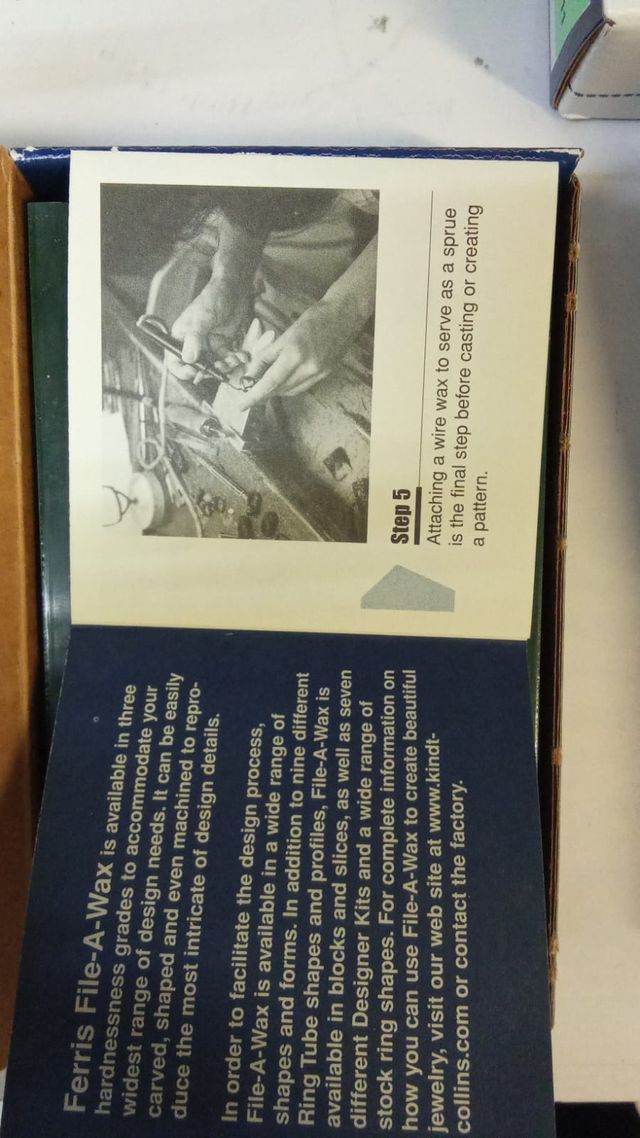 Ferris File-A-Wax is available in three
hardnessness grades to accommodate your
widest range of design needs. It can be easily
carved, shaped and even machined to repro-
duce the most intricate of design details.
In order to facilitate the design process,
File-A-Wax is available in a wide range of
shapes and forms. In addition to nine different
Ring Tube shapes and profiles, File-A-Wax is
available in blocks and slices, as well as seven
different Designer Kits and a wide range of
stock ring shapes. For complete information on
how you can use File-A-Wax to create beautiful
jewelry, visit our web site at www.kindt-
collins.com or contact the factory.
Step 5
Attaching a wire wax to serve as a sprue
is the final step before casting or creating
a pattern.